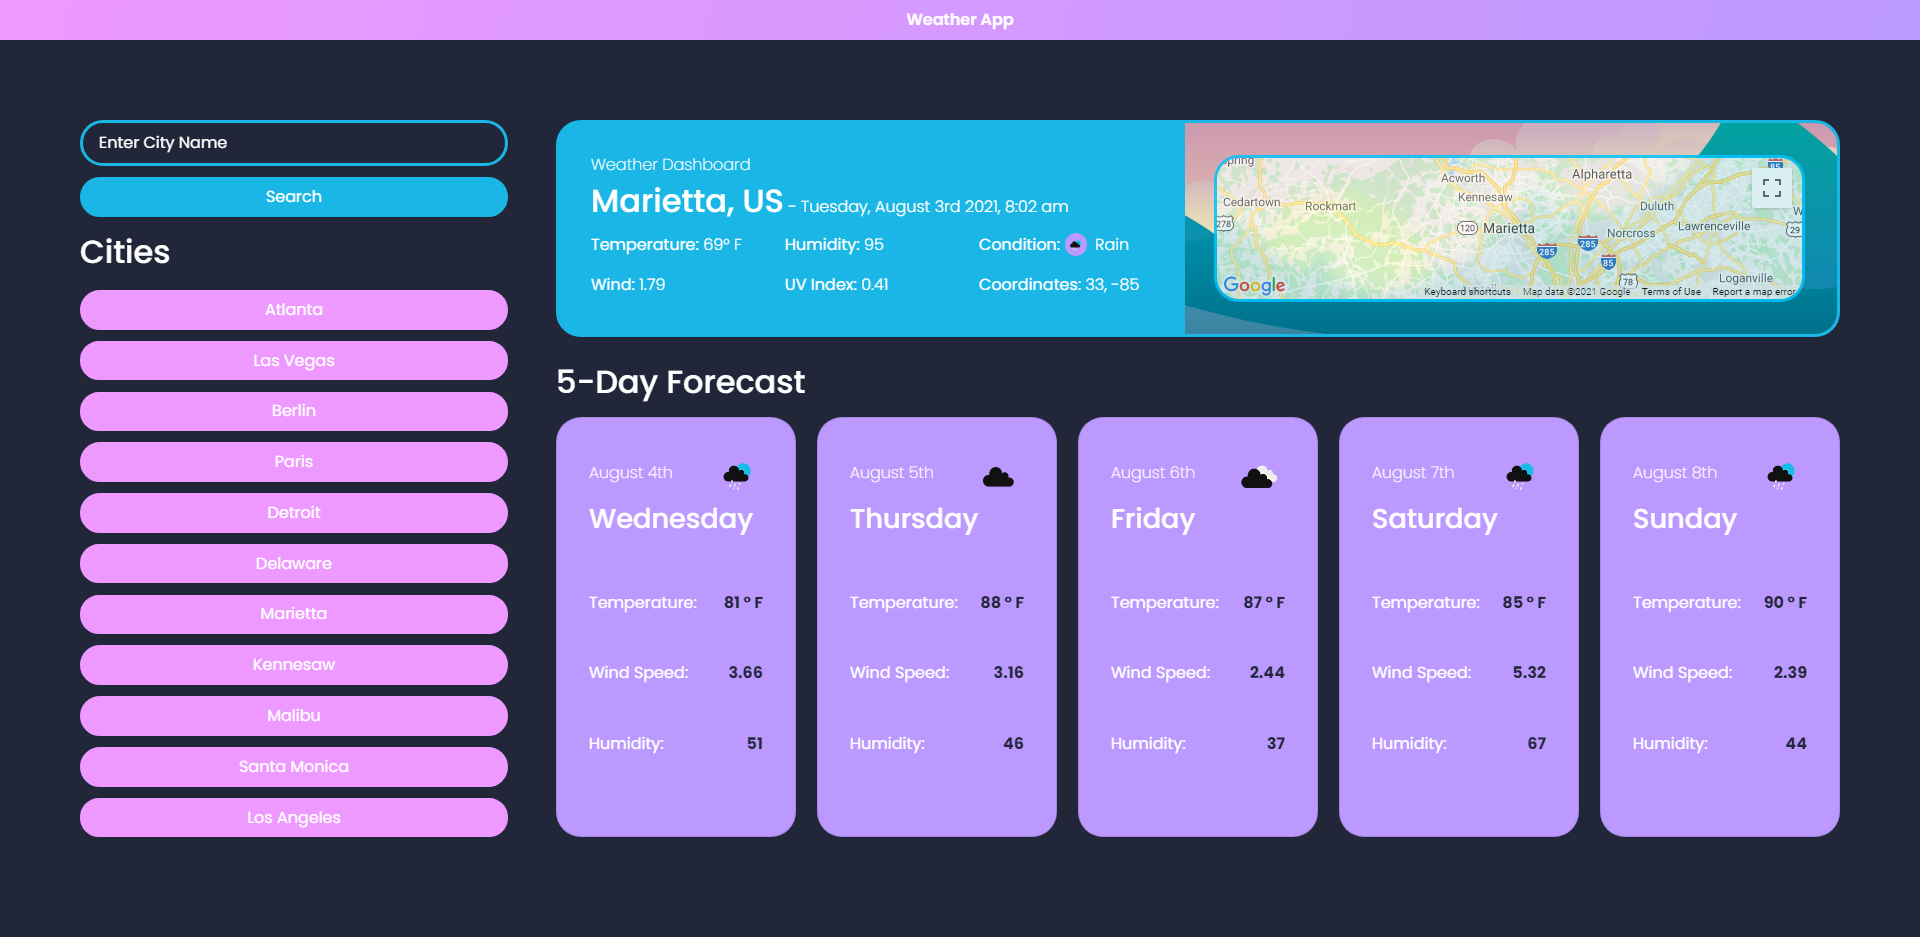 Weather App
Enter City Name
Search
Cities
Atlanta
Las Vegas
Berlin
Paris
Detroit
Delaware
Marietta
Kennesaw
Malibu
Santa Monica
Los Angeles
Weather Dashboard
Marietta, US - Tuesday, August 3rd 2021, 8:02 am
Temperature: 69° F Humidity: 95 Condition: Rain
Wind: 1.79 UV Index: 0.41 Coordinates: 33, -85
Acworth
Alpharetta
85
Cedartown
Rockmart
Kennesaw
Duluth
278
120
Marietta
Norcross
Lawrenceville
29
285
285
85
78
Loganville
Google
Keyboard shortcuts Map data ©2021 Google Terms of Use Report a map error
5-Day Forecast
August 4th
Wednesday
Temperature: 81 ° F
Wind Speed: 3.66
Humidity: 51
August 5th
Thursday
Temperature: 88 ° F
Wind Speed: 3.16
Humidity: 46
August 6th
Friday
Temperature: 87 ° F
Wind Speed: 2.44
Humidity: 37
August 7th
Saturday
Temperature: 85 ° F
Wind Speed: 5.32
Humidity: 67
August 8th
Sunday
Temperature: 90 ° F
Wind Speed: 2.39
Humidity: 44